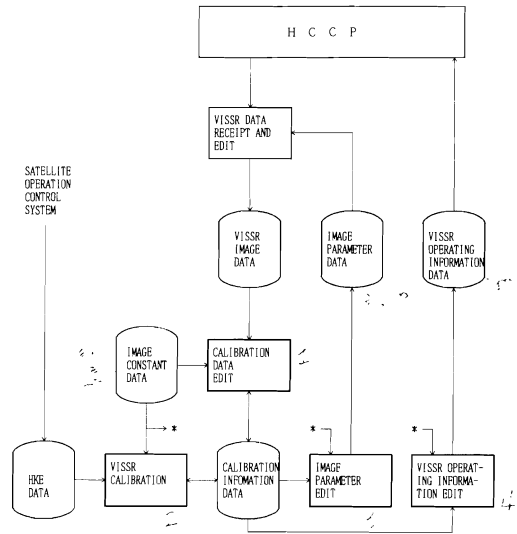 H C C P
VISSR DATA
RECEIPT AND
EDIT
SATELLITE
OPERATION
CONTROL
SYSTEM
VISSR
IMAGE
DATA
IMAGE
PARAMETER
DATA
VISSR
OPERATING
INFORMATION
DATA
IMAGE
CONSTANT
DATA
CALIBRATION
DATA
EDIT
*
*
*
HKE
DATA
VISSR
CALIBRATION
CALIBRATION
INFOMATION
DATA
IMAGE
PARAMETER
EDIT
VISSR OPERAT-
ING INFORMA-
TION EDIT